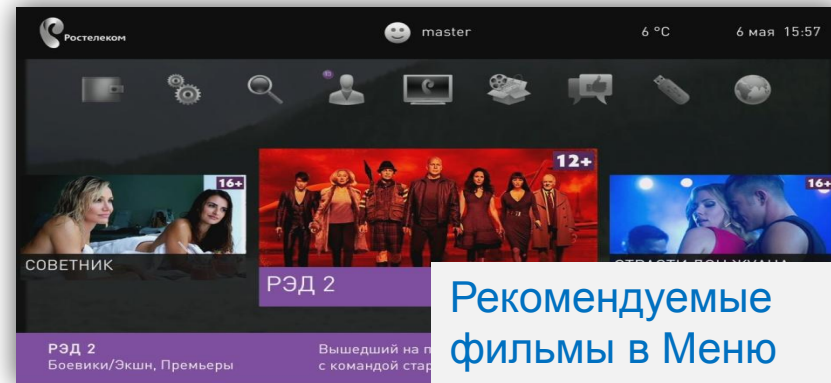 Ростелеком
master
6 °C
6 мая 15:57
16+
12+
16+
СОВЕТНИК
РЭД 2
РЭД 2
Боевики/Экшн, Премьеры
Вышедший на
с командой
Рекомендуемые
фильмы в Меню